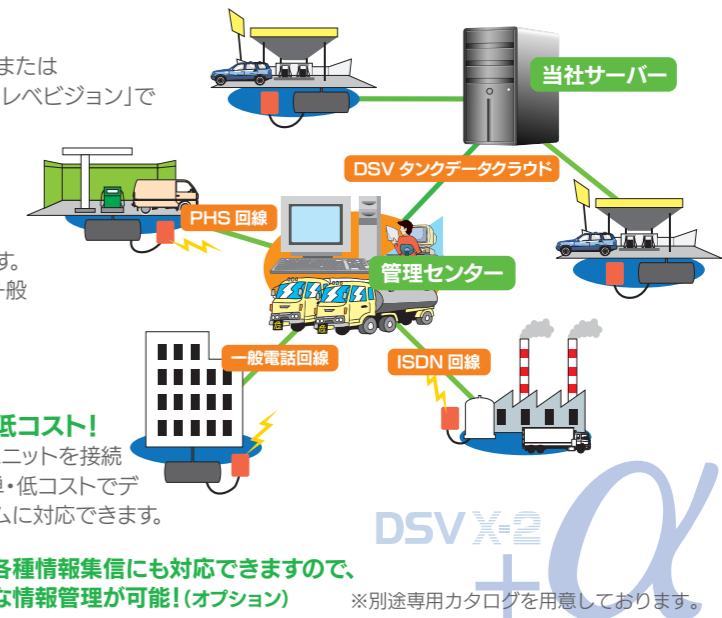 または
レベビジョン」で
す。
一般
低コスト!
ニットを接続
単・低コストでデ
ムに対応できます。
各種情報集信にも対応できますので、
な情報管理が可能!(オプション)
当社サーバー
DSV タンクデータクラウド
PHS 回線
管理センター
一般電話回線
ISDN 回線
DSV X-2
+α
※別途専用カタログを用意しております。